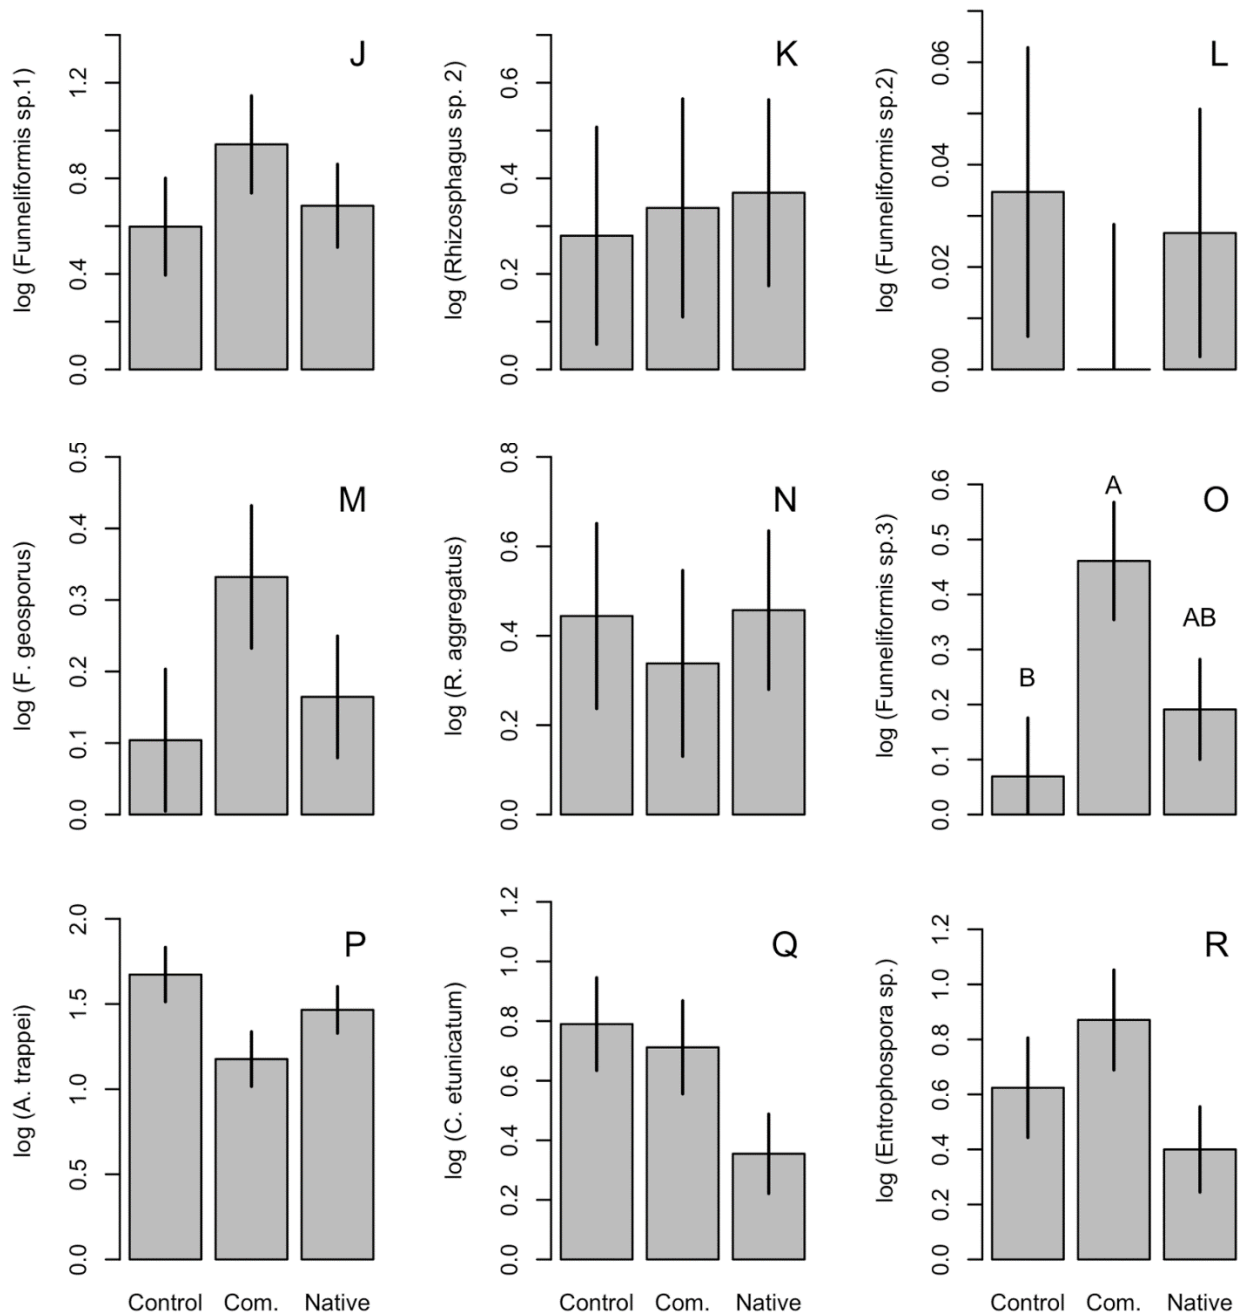 log (Funneliformis sp.1)
0.0 0.4 0.8 1.2
J
log (Rhizosphagus sp. 2)
0.0 0.2 0.4 0.6
K
log (Funneliformis sp.2)
0.00 0.02 0.04 0.06
L
log (F. geosporus)
0.0 0.1 0.2 0.3 0.4 0.5
M
log (R. aggregatus)
0.0 0.2 0.4 0.6 0.8
N
log (Funneliformis sp.3)
0.0 0.1 0.2 0.3 0.4 0.5 0.6
B
A
AB
O
log (A. trappei)
0.0 0.5 1.0 1.5 2.0
P
log (C. etunicatum)
0.0 0.2 0.4 0.6 0.8 1.0 1.2
Q
log (Entrophospora sp.)
0.0 0.2 0.4 0.6 0.8 1.0 1.2
R
Control Com. Native
Control Com. Native
Control Com. Native